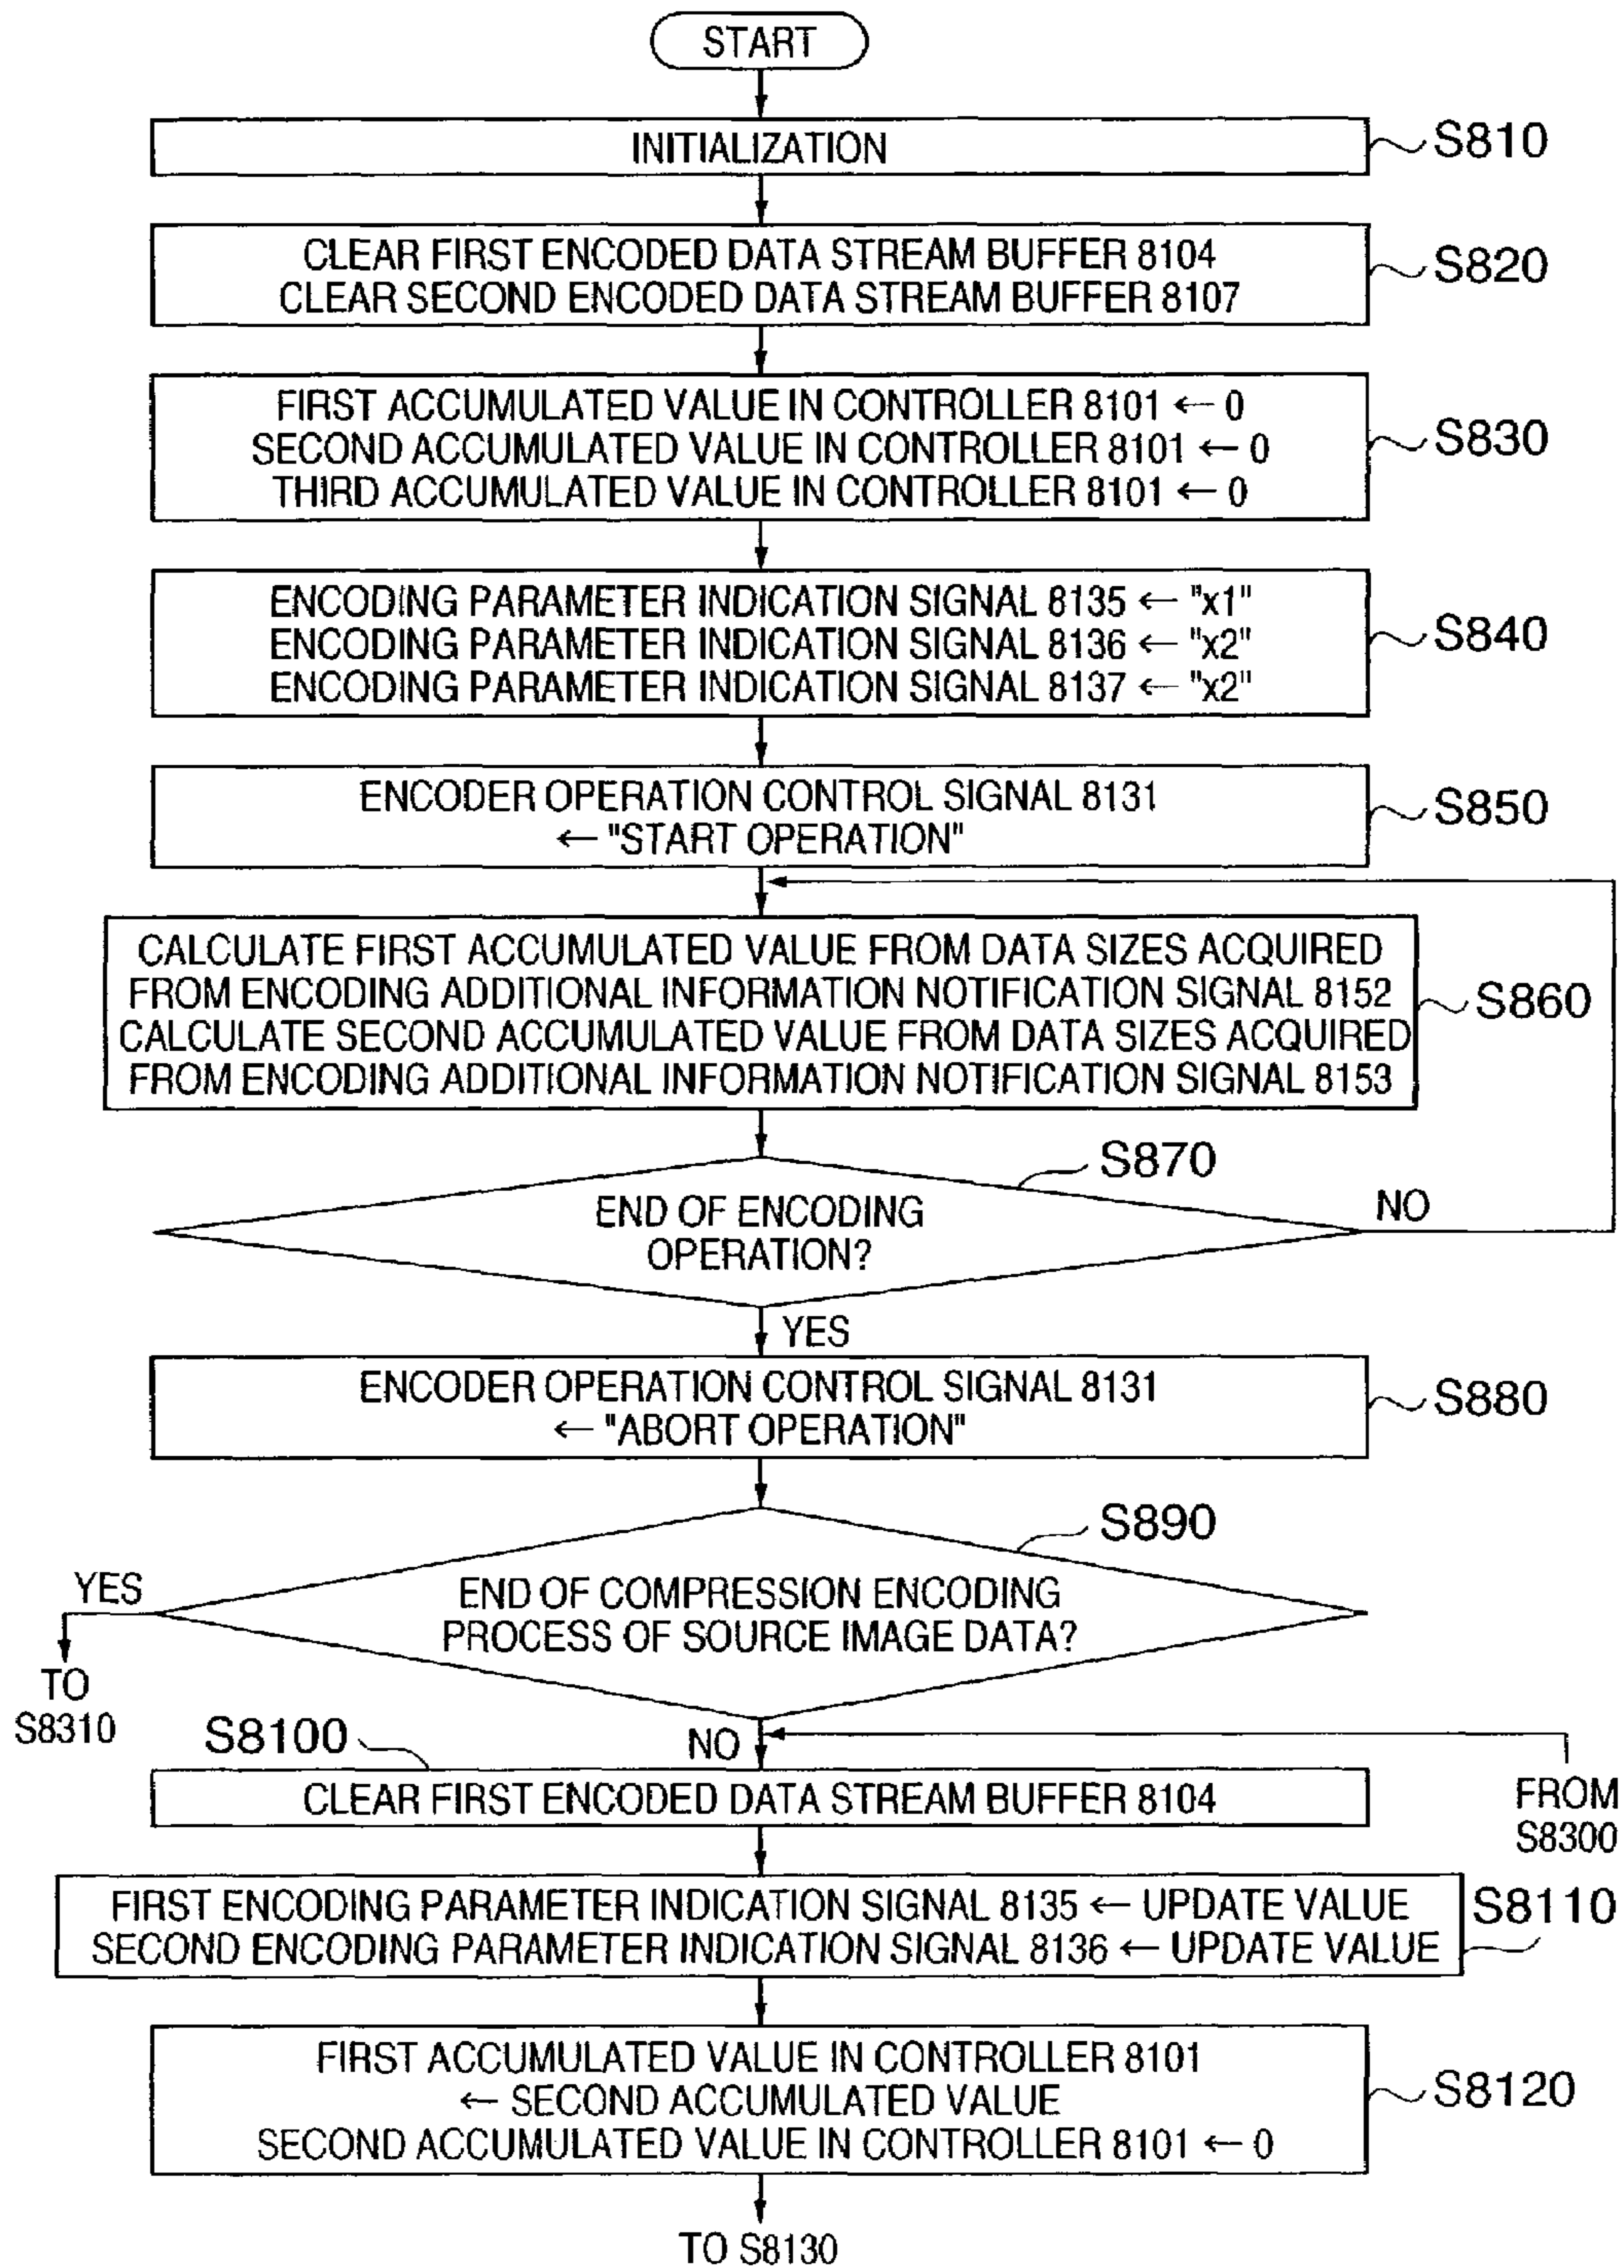 START
INITIALIZATION
S810
CLEAR FIRST ENCODED DATA STREAM BUFFER 8104
CLEAR SECOND ENCODED DATA STREAM BUFFER 8107
S820
FIRST ACCUMULATED VALUE IN CONTROLLER 8101 ← 0
SECOND ACCUMULATED VALUE IN CONTROLLER 8101 ← 0
THIRD ACCUMULATED VALUE IN CONTROLLER 8101 ← 0
S830
ENCODING PARAMETER INDICATION SIGNAL 8135 ← "x1"
ENCODING PARAMETER INDICATION SIGNAL 8136 ← "x2"
ENCODING PARAMETER INDICATION SIGNAL 8137 ← "x2"
S840
ENCODER OPERATION CONTROL SIGNAL 8131
← "START OPERATION"
S850
CALCULATE FIRST ACCUMULATED VALUE FROM DATA SIZES ACQUIRED
FROM ENCODING ADDITIONAL INFORMATION NOTIFICATION SIGNAL 8152
CALCULATE SECOND ACCUMULATED VALUE FROM DATA SIZES ACQUIRED
FROM ENCODING ADDITIONAL INFORMATION NOTIFICATION SIGNAL 8153
S860
S870
END OF ENCODING
OPERATION?
NO
YES
ENCODER OPERATION CONTROL SIGNAL 8131
← "ABORT OPERATION"
S880
S890
END OF COMPRESSION ENCODING
PROCESS OF SOURCE IMAGE DATA?
YES
TO
S8310
NO
S8100
CLEAR FIRST ENCODED DATA STREAM BUFFER 8104
FROM
S8300
FIRST ENCODING PARAMETER INDICATION SIGNAL 8135 ← UPDATE VALUE
SECOND ENCODING PARAMETER INDICATION SIGNAL 8136 ← UPDATE VALUE
S8110
FIRST ACCUMULATED VALUE IN CONTROLLER 8101
← SECOND ACCUMULATED VALUE
SECOND ACCUMULATED VALUE IN CONTROLLER 8101 ← 0
S8120
TO S8130